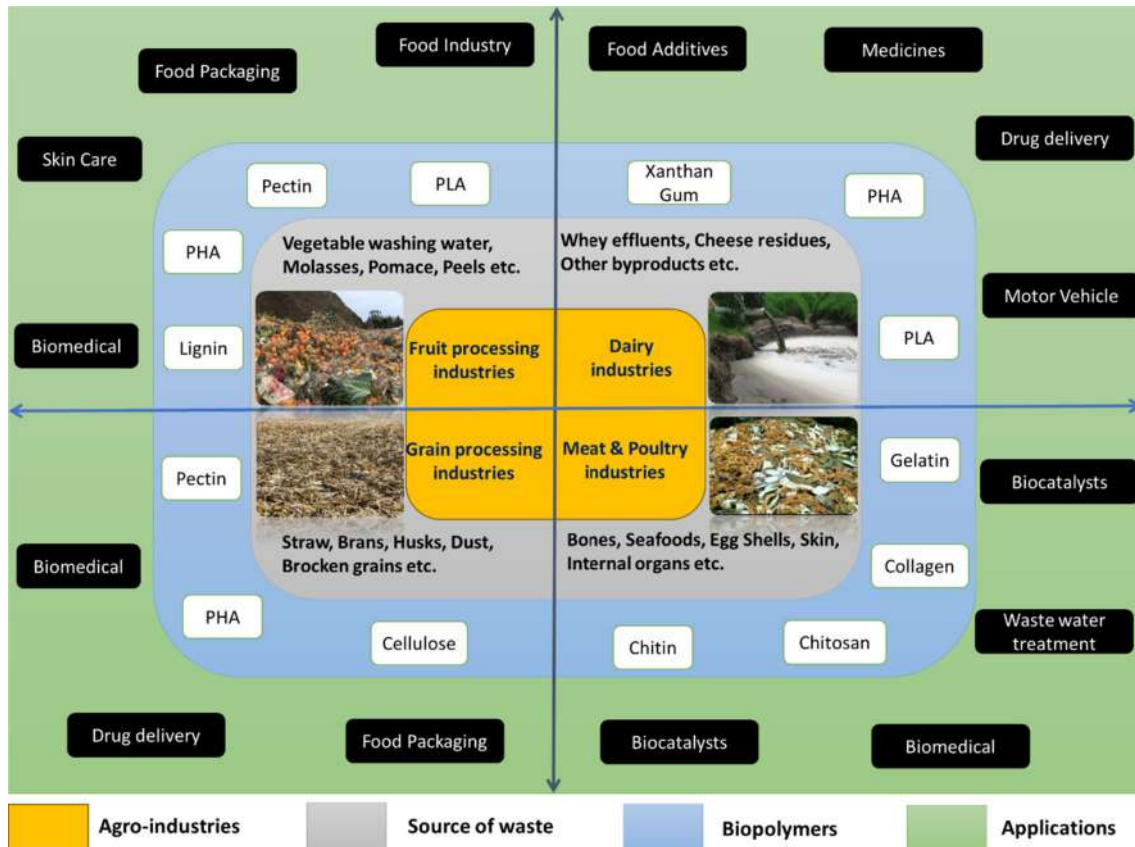 Food Industry
Food Additives
Medicines
Food Packaging
Drug delivery
Skin Care
Pectin
PLA
Xanthan
Gum
PHA
PHA
Vegetable washing water,
Molasses, Pomace, Peels etc.
Whey effluents, Cheese residues,
Other byproducts etc.
Motor Vehicle
Biomedical
Lignin
Fruit processing
industries
Dairy
industries
PLA
Pectin
Grain processing
industries
Meat & Poultry
industries
Gelatin
Biocatalysts
Straw, Brans, Husks, Dust,
Brocken grains etc.
Bones, Seafoods, Egg Shells, Skin,
Internal organs etc.
Biomedical
Collagen
PHA
Cellulose
Chitin
Chitosan
Waste water
treatment
Drug delivery
Food Packaging
Biocatalysts
Biomedical
Agro-industries
Source of waste
Biopolymers
Applications